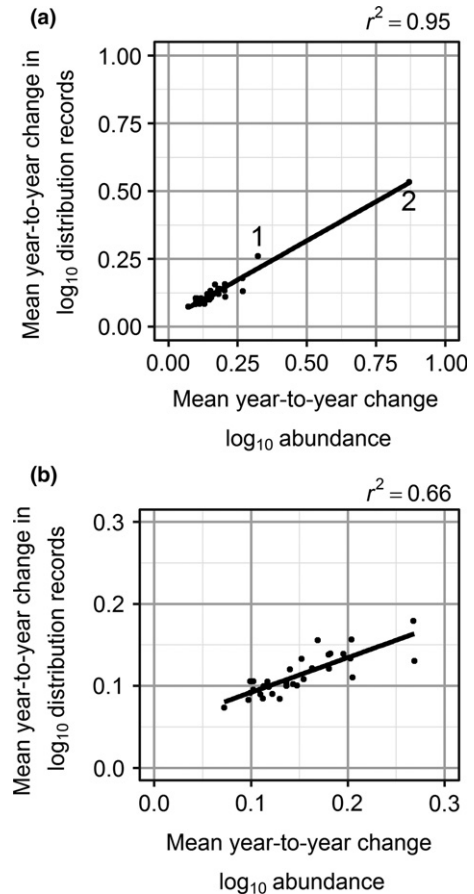 (a)
r² = 0.95
Mean year-to-year change in
log₁₀ distribution records
1.00
0.75
0.50
0.25
0.00
1
2
0.00 0.25 0.50 0.75 1.00
Mean year-to-year change
log₁₀ abundance
(b)
r² = 0.66
Mean year-to-year change in
log₁₀ distribution records
0.3
0.2
0.1
0.0
0.0 0.1 0.2 0.3
Mean year-to-year change
log₁₀ abundance